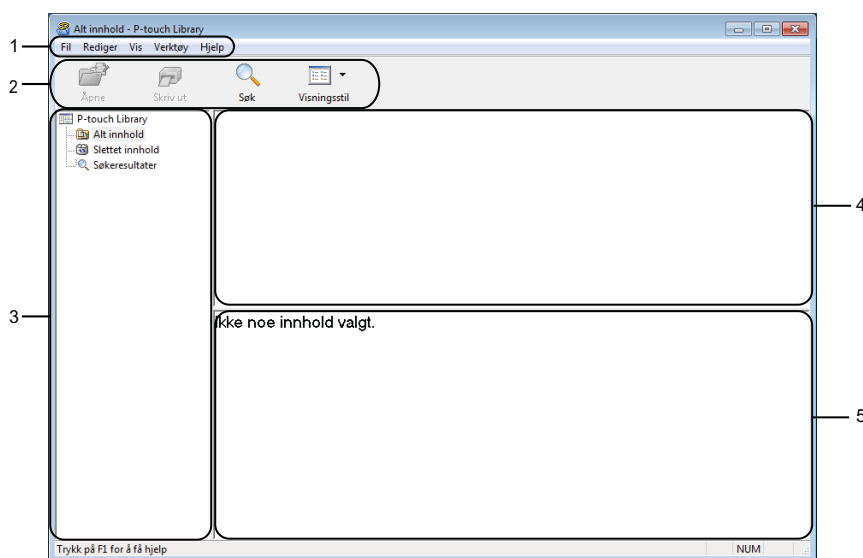 Alt innhold - P-touch Library
1
Fil Rediger Vis Verktøy Hjelp
2
Åpne Skriv ut Søk Visningsstil
P-touch Library
Alt innhold
Slettet innhold
Søkeresultater
3
4
Ikke noe innhold valgt.
5
Trykk på F1 for å få hjelp NUM